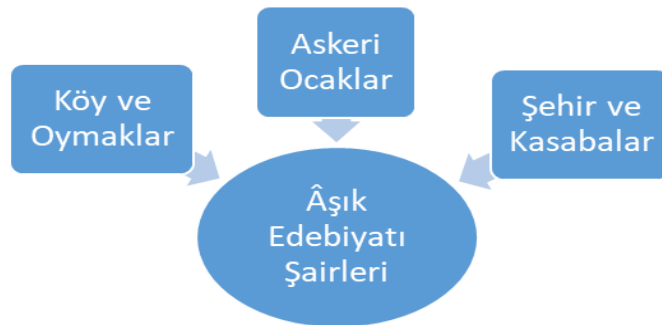 Askeri
Ocaklar
Köy ve
Oymaklar
Şehir ve
Kasabalar
Âşık
Edebiyatı
Şairleri